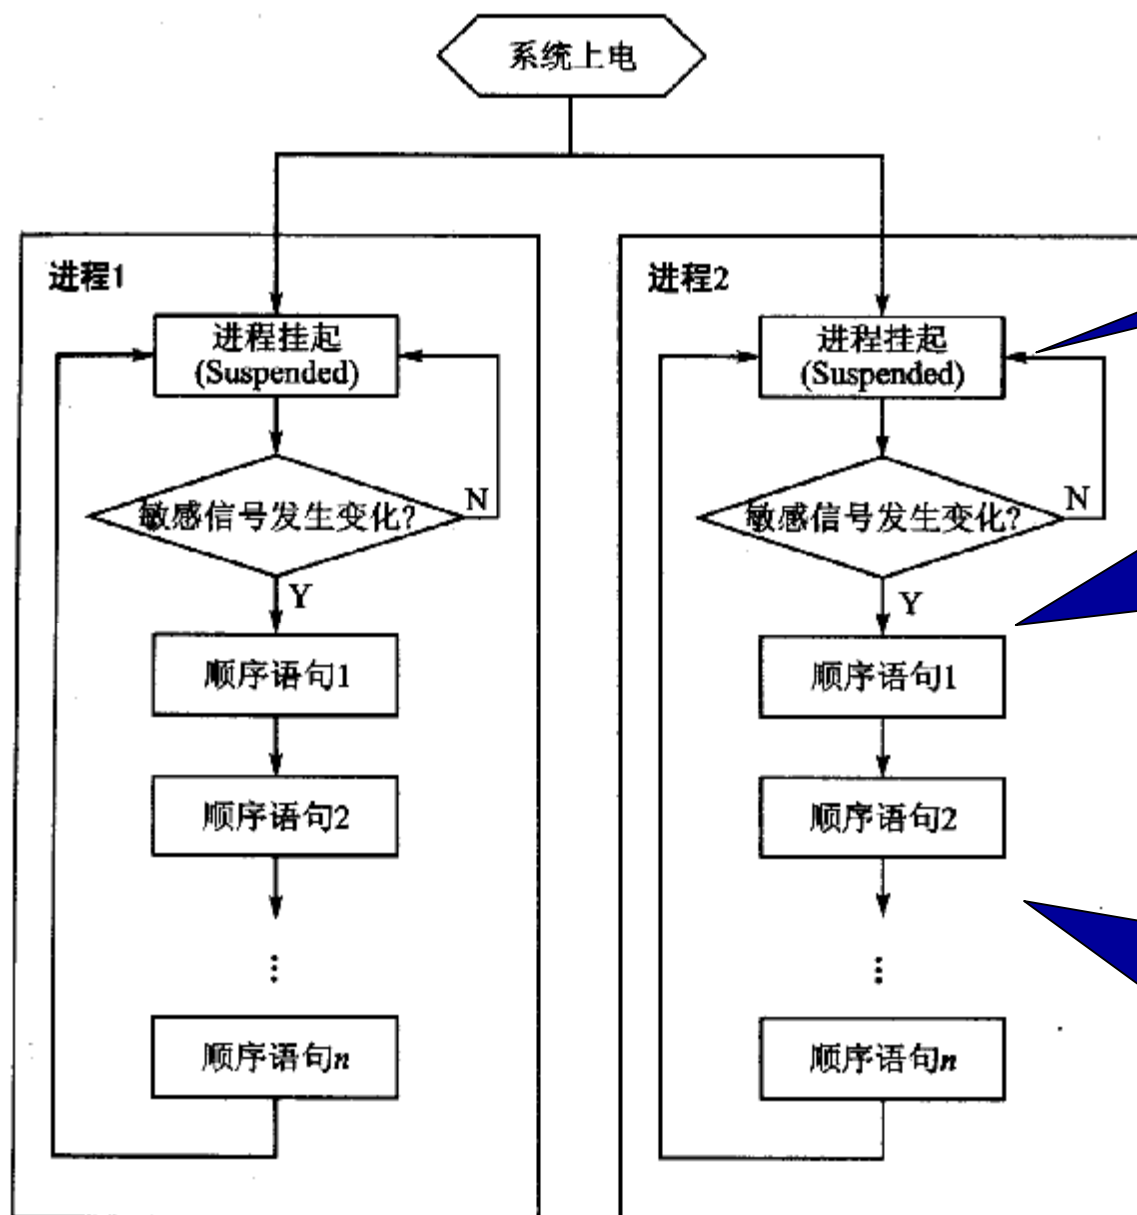 系统上电
进程1
进程挂起
(Suspended)
敏感信号发生变化?
N
Y
顺序语句1
顺序语句2
⋮
顺序语句n
进程2
进程挂起
(Suspended)
敏感信号发生变化?
N
Y
顺序语句1
顺序语句2
⋮
顺序语句n